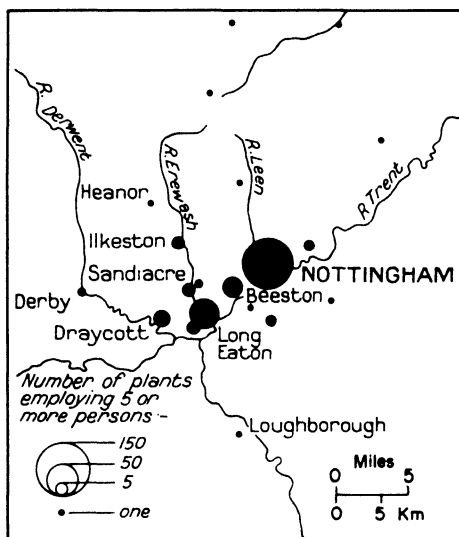 R. Derwent
R. Erewash
R. Leen
R. Trent
Heanor
Ilkeston
Sandiacre
NOTTINGHAM
Derby
Beeston
Draycott
Long
Eaton
Number of plants
employing 5 or
more persons:-
150
50
5
one
Loughborough
Miles
0 5
0 5 Km